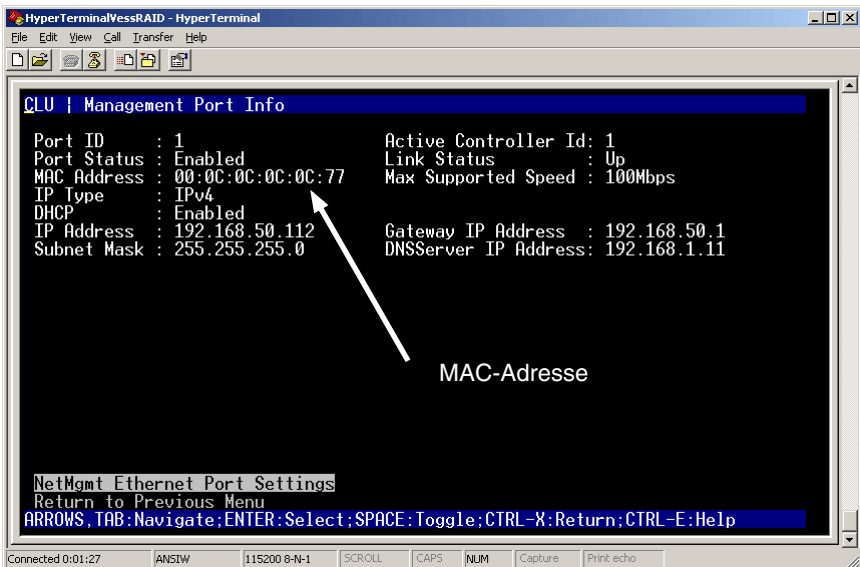 HyperTerminalVessRAID - HyperTerminal
File Edit View Call Transfer Help
CLU | Management Port Info
Port ID : 1 Active Controller Id: 1
Port Status : Enabled Link Status : Up
MAC Address : 00:0C:0C:0C:0C:77 Max Supported Speed : 100Mbps
IP Type : IPv4
DHCP : Enabled
IP Address : 192.168.50.112 Gateway IP Address : 192.168.50.1
Subnet Mask : 255.255.255.0 DNSServer IP Address: 192.168.1.11
MAC-Adresse
NetMgmt Ethernet Port Settings
Return to Previous Menu
ARROWS,TAB:Navigate;ENTER:Select;SPACE:Toggle;CTRL-X:Return;CTRL-E:Help
Connected 0:01:27 ANSIW 115200 8-N-1 SCROLL CAPS NUM Capture Print echo